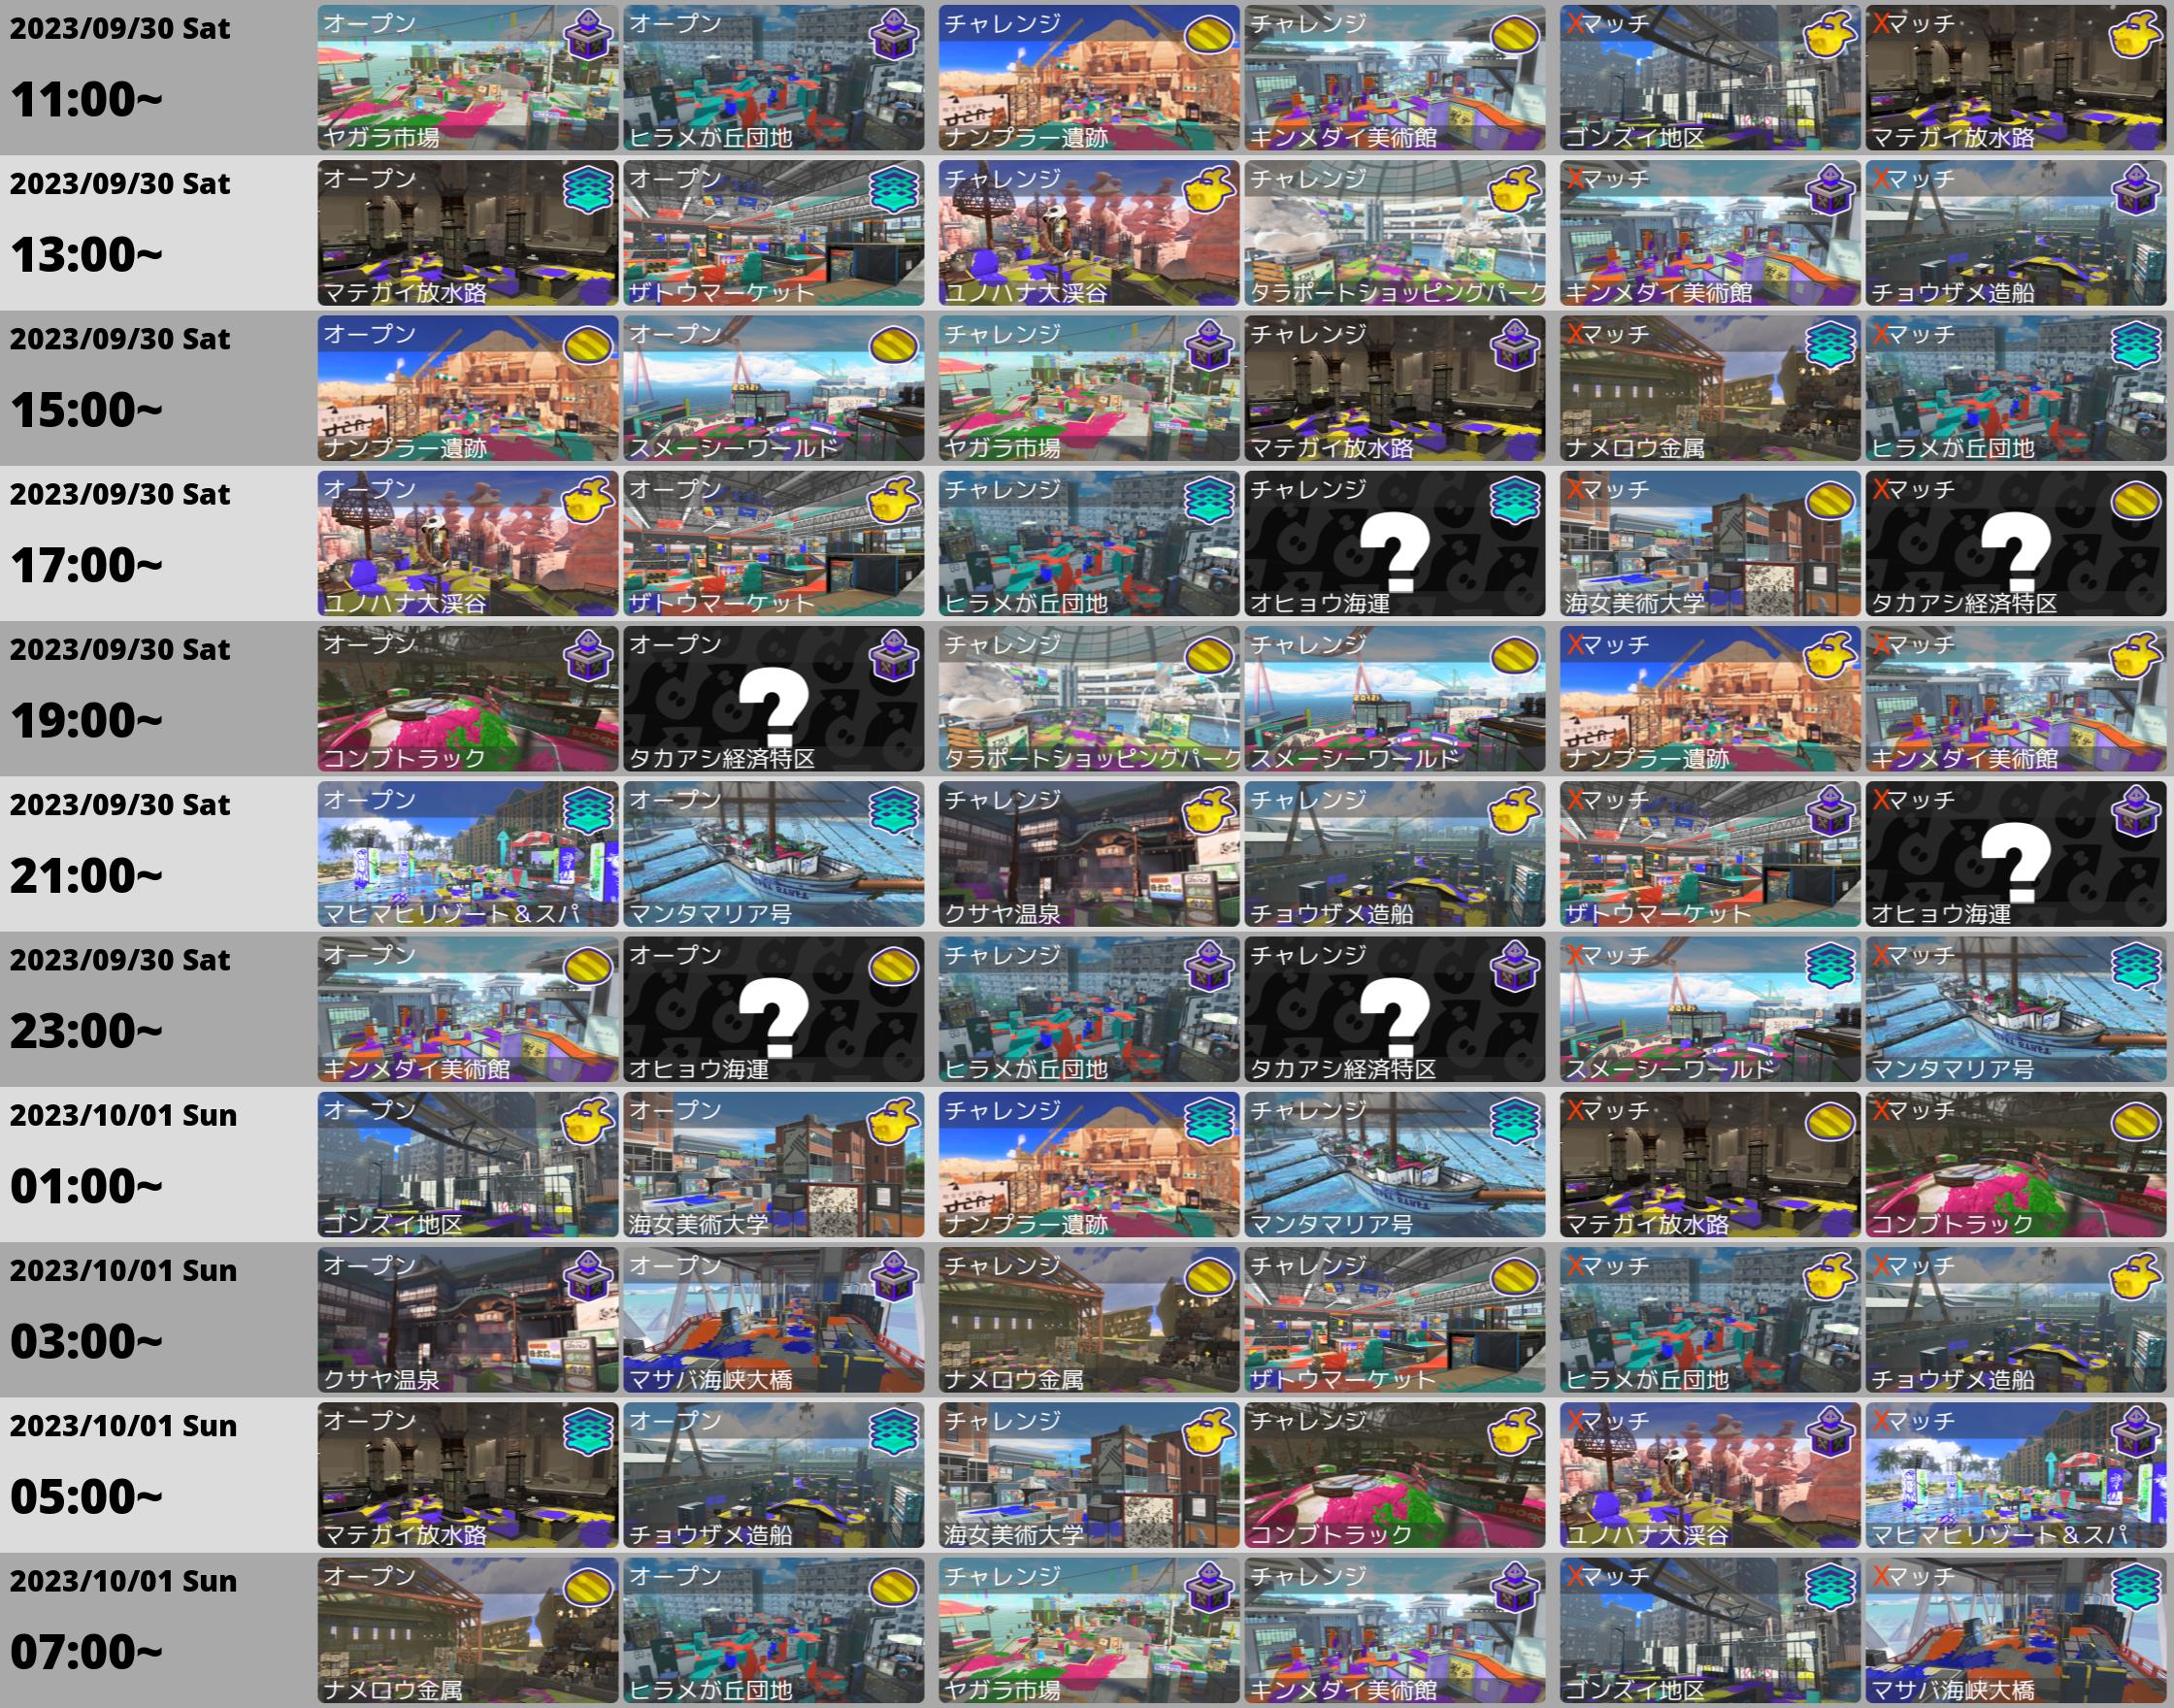 2023/09/30 Sat
11:00~
オープン
ヤガラ市場
オープン
ヒラメが丘団地
チャレンジ
ナンプラー遺跡
チャレンジ
キンメダイ美術館
Xマッチ
ゴンズイ地区
Xマッチ
マテガイ放水路
2023/09/30 Sat
13:00~
オープン
マテガイ放水路
オープン
ザトウマーケット
チャレンジ
ユノハナ大渓谷
チャレンジ
タラポートショッピングパーク
Xマッチ
キンメダイ美術館
Xマッチ
チョウザメ造船
2023/09/30 Sat
15:00~
オープン
ナンプラー遺跡
オープン
スメーシーワールド
チャレンジ
ヤガラ市場
チャレンジ
マテガイ放水路
Xマッチ
ナメロウ金属
Xマッチ
ヒラメが丘団地
2023/09/30 Sat
17:00~
オープン
ユノハナ大渓谷
オープン
ザトウマーケット
チャレンジ
ヒラメが丘団地
チャレンジ
?
オヒョウ海運
Xマッチ
海女美術大学
Xマッチ
?
タカアシ経済特区
2023/09/30 Sat
19:00~
オープン
コンブトラック
オープン
?
タカアシ経済特区
チャレンジ
タラポートショッピングパーク
チャレンジ
スメーシーワールド
Xマッチ
ナンプラー遺跡
Xマッチ
キンメダイ美術館
2023/09/30 Sat
21:00~
オープン
マヒマヒリゾート＆スパ
オープン
マンタマリア号
チャレンジ
クサヤ温泉
チャレンジ
チョウザメ造船
Xマッチ
ザトウマーケット
Xマッチ
?
オヒョウ海運
2023/09/30 Sat
23:00~
オープン
キンメダイ美術館
オープン
?
オヒョウ海運
チャレンジ
ヒラメが丘団地
チャレンジ
?
タカアシ経済特区
Xマッチ
スメーシーワールド
Xマッチ
マンタマリア号
2023/10/01 Sun
01:00~
オープン
ゴンズイ地区
オープン
海女美術大学
チャレンジ
ナンプラー遺跡
チャレンジ
マンタマリア号
Xマッチ
マテガイ放水路
Xマッチ
コンブトラック
2023/10/01 Sun
03:00~
オープン
クサヤ温泉
オープン
マサバ海峡大橋
チャレンジ
ナメロウ金属
チャレンジ
ザトウマーケット
Xマッチ
ヒラメが丘団地
Xマッチ
チョウザメ造船
2023/10/01 Sun
05:00~
オープン
マテガイ放水路
オープン
チョウザメ造船
チャレンジ
海女美術大学
チャレンジ
コンブトラック
Xマッチ
ユノハナ大渓谷
Xマッチ
マヒマヒリゾート＆スパ
2023/10/01 Sun
07:00~
オープン
ナメロウ金属
オープン
ヒラメが丘団地
チャレンジ
ヤガラ市場
チャレンジ
キンメダイ美術館
Xマッチ
ゴンズイ地区
Xマッチ
マサバ海峡大橋